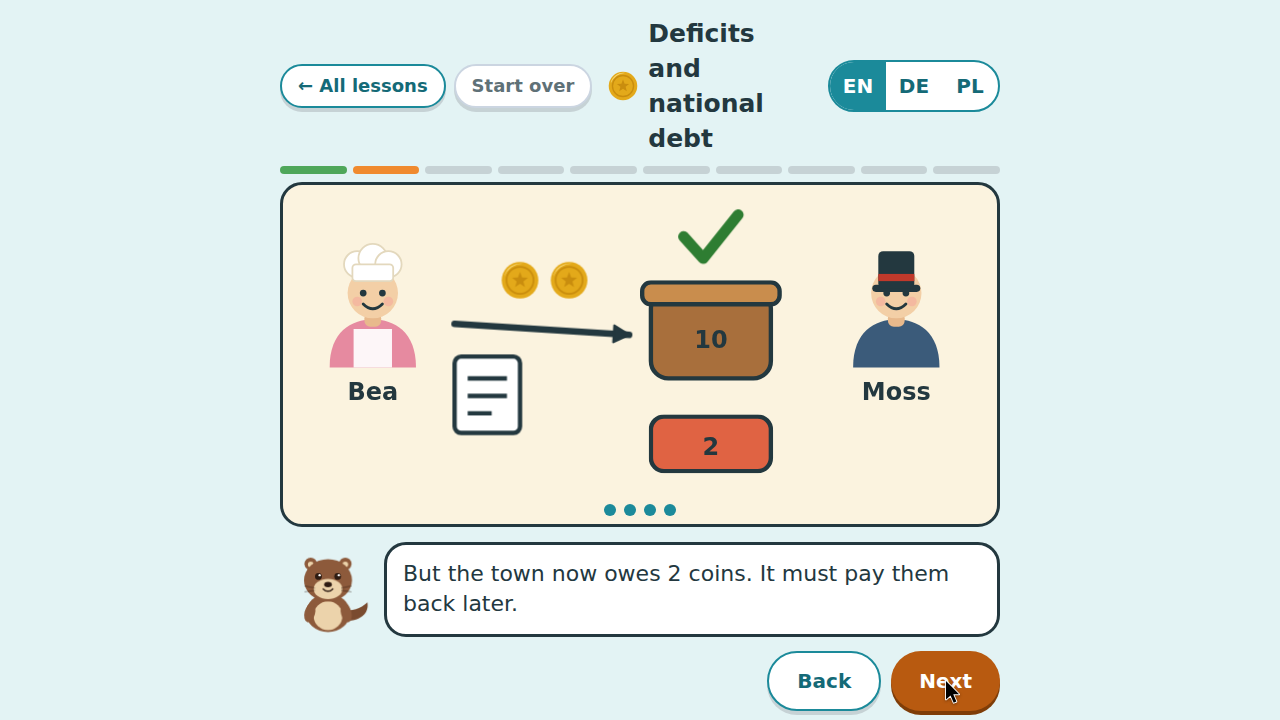 ← All lessons
Start over
Deficits
and
national
debt
EN DE PL
Bea
10
2
Moss
But the town now owes 2 coins. It must pay them
back later.
Back
Next